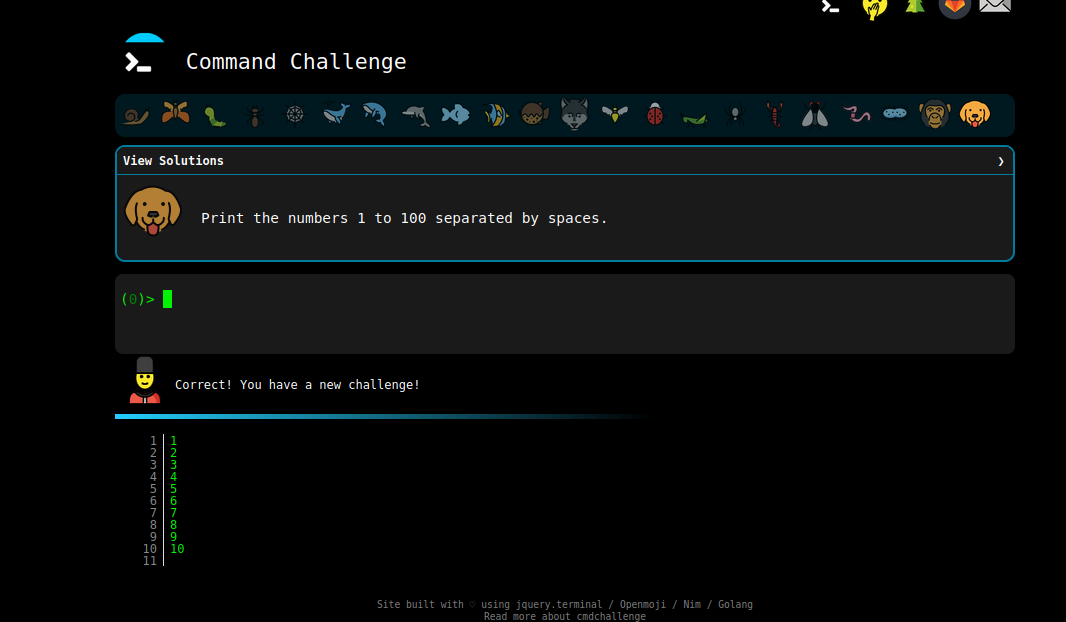 Command Challenge
View Solutions ❯
Print the numbers 1 to 100 separated by spaces.
(0)>
Correct! You have a new challenge!
1 1
2 2
3 3
4 4
5 5
6 6
7 7
8 8
9 9
10 10
11
Site built with ♡ using jquery.terminal / Openmoji / Nim / Golang
Read more about cmdchallenge